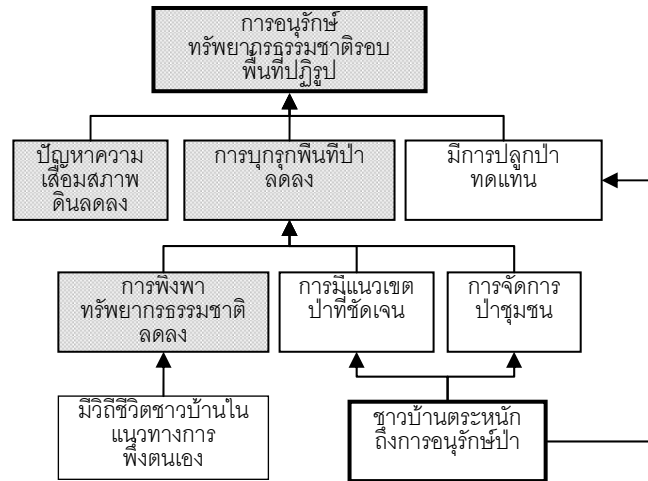 การอนุรักษ์
ทรัพยากรธรรมชาติรอบ
พื้นที่ปฏิรูป
ปัญหาความ
เสื่อมสภาพ
ดินลดลง
การบุกรุกพื้นที่ป่า
ลดลง
มีการปลูกป่า
ทดแทน
การพึ่งพา
ทรัพยากรธรรมชาติ
ลดลง
การมีแนวเขต
ป่าที่ชัดเจน
การจัดการ
ป่าชุมชน
มีวิถีชีวิตชาวบ้านใน
แนวทางการ
พึ่งตนเอง
ชาวบ้านตระหนัก
ถึงการอนุรักษ์ป่า